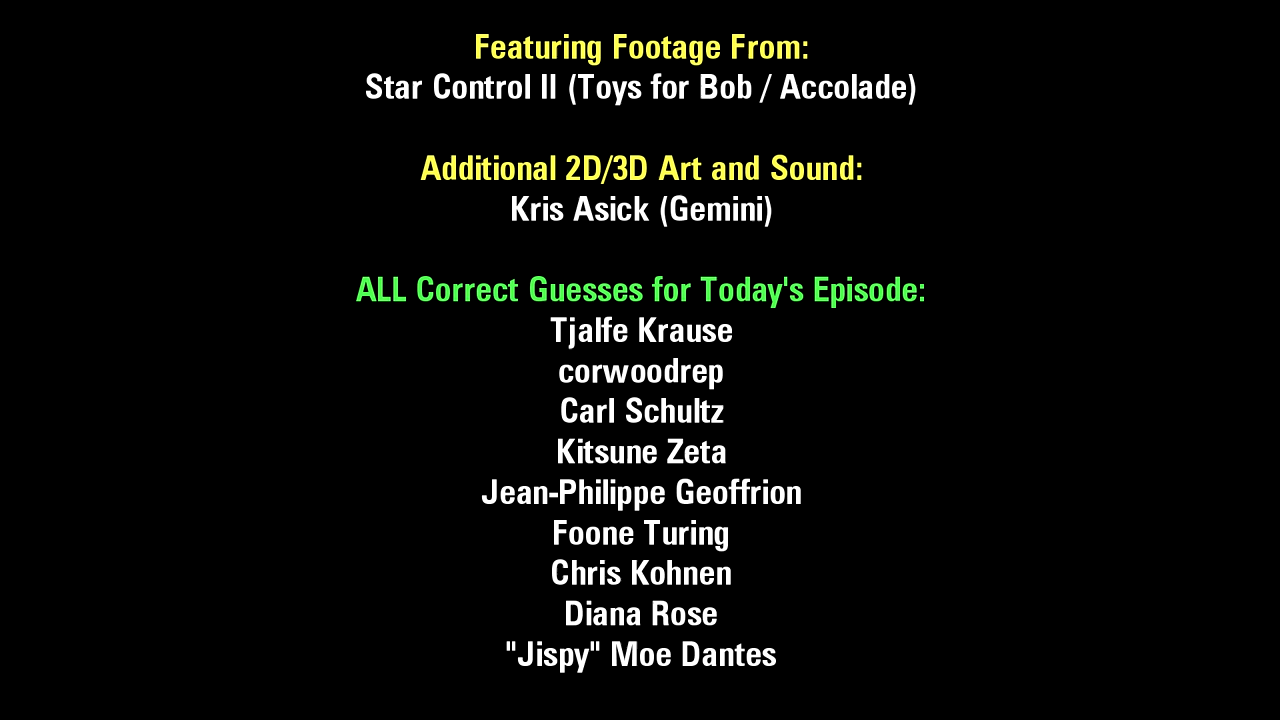 Featuring Footage From:
Star Control II (Toys for Bob / Accolade)
Additional 2D/3D Art and Sound:
Kris Asick (Gemini)
ALL Correct Guesses for Today's Episode:
Tjalfe Krause
corwoodrep
Carl Schultz
Kitsune Zeta
Jean-Philippe Geoffrion
Foone Turing
Chris Kohnen
Diana Rose
"Jispy" Moe Dantes